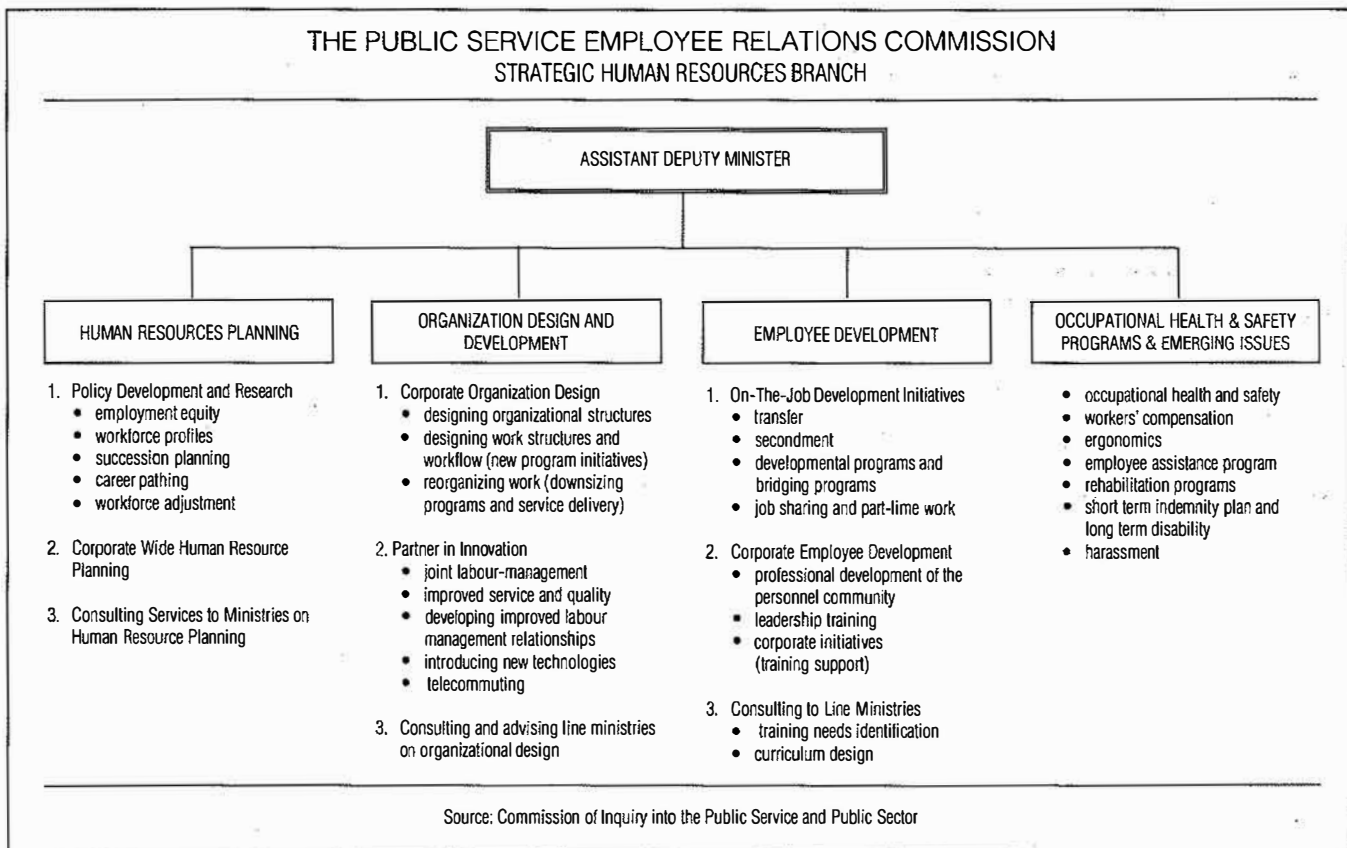 THE PUBLIC SERVICE EMPLOYEE RELATIONS COMMISSION
STRATEGIC HUMAN RESOURCES BRANCH
ASSISTANT DEPUTY MINISTER
HUMAN RESOURCES PLANNING
1. Policy Development and Research
• employment equity
• workforce profiles
• succession planning
• career pathing
• workforce adjustment
2. Corporate Wide Human Resource
Planning
3. Consulting Services to Ministries on
Human Resource Planning
ORGANIZATION DESIGN AND
DEVELOPMENT
1. Corporate Organization Design
• designing organizational structures
• designing work structures and
workflow (new program initiatives)
• reorganizing work (downsizing
programs and service delivery)
2. Partner in Innovation
• joint labour-management
• improved service and quality
• developing improved labour
management relationships
• introducing new technologies
• telecommuting
3. Consulting and advising line ministries
on organizational design
EMPLOYEE DEVELOPMENT
1. On-The-Job Development Initiatives
• transfer
• secondment
• developmental programs and
bridging programs
• job sharing and part-time work
2. Corporate Employee Development
• professional development of the
personnel community
• leadership training
• corporate initiatives
(training support)
3. Consulting to Line Ministries
• training needs identification
• curriculum design
OCCUPATIONAL HEALTH & SAFETY
PROGRAMS & EMERGING ISSUES
• occupational health and safety
• workers' compensation
• ergonomics
• employee assistance program
• rehabilitation programs
• short term indemnity plan and
long term disability
• harassment
Source: Commission of Inquiry into the Public Service and Public Sector